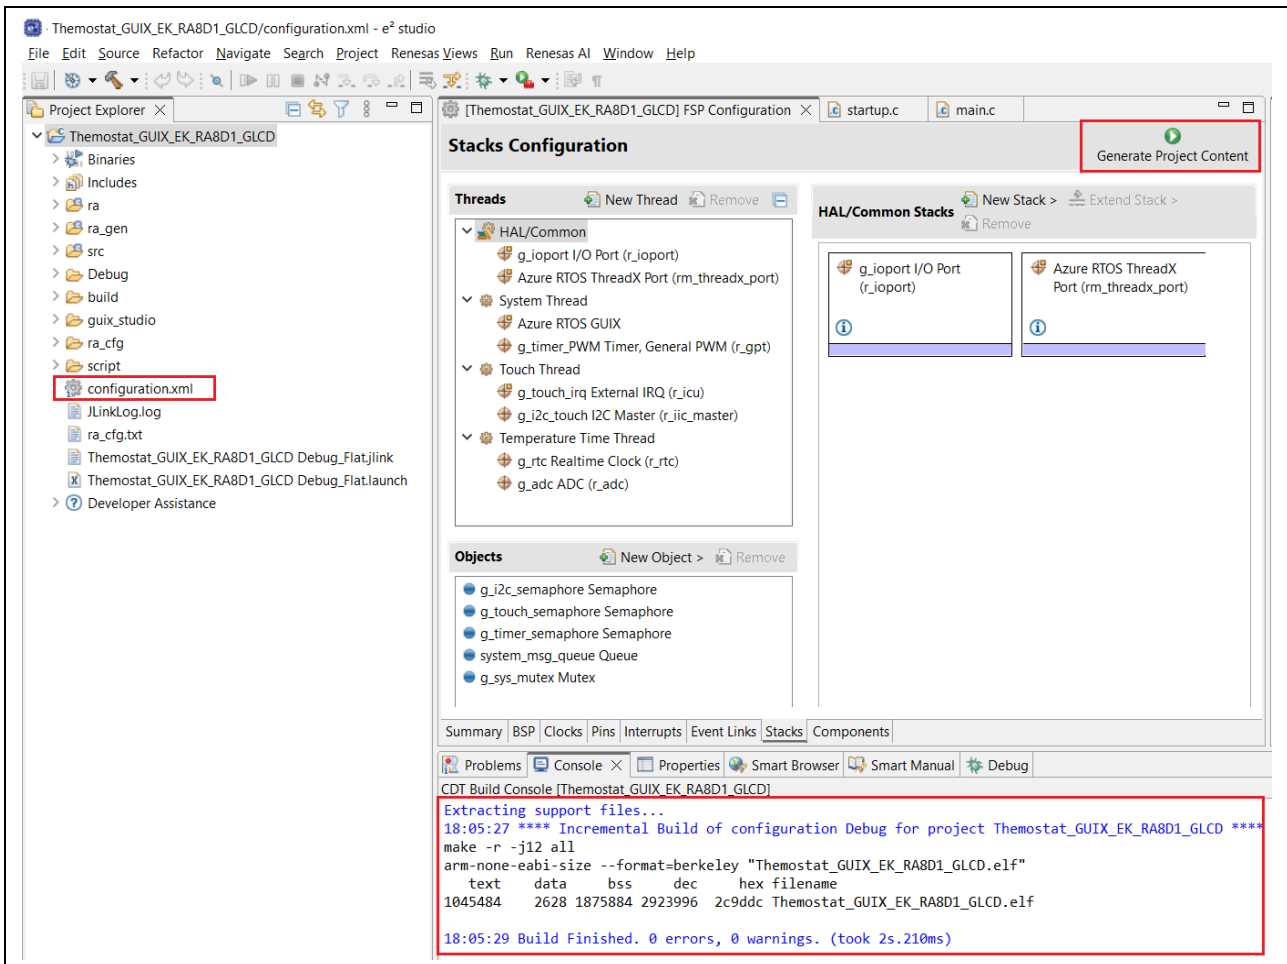 Themostat_GUIX_EK_RA8D1_GLCD/configuration.xml - e² studio
File Edit Source Refactor Navigate Search Project Renesas Views Run Renesas AI Window Help
Project Explorer
Themostat_GUIX_EK_RA8D1_GLCD
Binaries
Includes
ra
ra_gen
src
Debug
build
guix_studio
ra_cfg
script
configuration.xml
JLinkLog.log
ra_cfg.txt
Themostat_GUIX_EK_RA8D1_GLCD Debug_Flat.jlink
Themostat_GUIX_EK_RA8D1_GLCD Debug_Flat.launch
Developer Assistance
[Themostat_GUIX_EK_RA8D1_GLCD] FSP Configuration startup.c main.c
Stacks Configuration
Generate Project Content
Threads New Thread Remove
HAL/Common
g_ioport I/O Port (r_ioport)
Azure RTOS ThreadX Port (rm_threadx_port)
System Thread
Azure RTOS GUIX
g_timer_PWM Timer, General PWM (r_gpt)
Touch Thread
g_touch_irq External IRQ (r_icu)
g_i2c_touch I2C Master (r_iic_master)
Temperature Time Thread
g_rtc Realtime Clock (r_rtc)
g_adc ADC (r_adc)
HAL/Common Stacks New Stack > Extend Stack >
Remove
g_ioport I/O Port
(r_ioport)
Azure RTOS ThreadX
Port (rm_threadx_port)
Objects New Object > Remove
g_i2c_semaphore Semaphore
g_touch_semaphore Semaphore
g_timer_semaphore Semaphore
system_msg_queue Queue
g_sys_mutex Mutex
Summary BSP Clocks Pins Interrupts Event Links Stacks Components
Problems Console Properties Smart Browser Smart Manual Debug
CDT Build Console [Themostat_GUIX_EK_RA8D1_GLCD]
Extracting support files...
18:05:27 **** Incremental Build of configuration Debug for project Themostat_GUIX_EK_RA8D1_GLCD ****
make -r -j12 all
arm-none-eabi-size --format=berkeley "Themostat_GUIX_EK_RA8D1_GLCD.elf"
text data bss dec hex filename
1045484 2628 1875884 2923996 2c9ddc Themostat_GUIX_EK_RA8D1_GLCD.elf
18:05:29 Build Finished. 0 errors, 0 warnings. (took 2s.210ms)